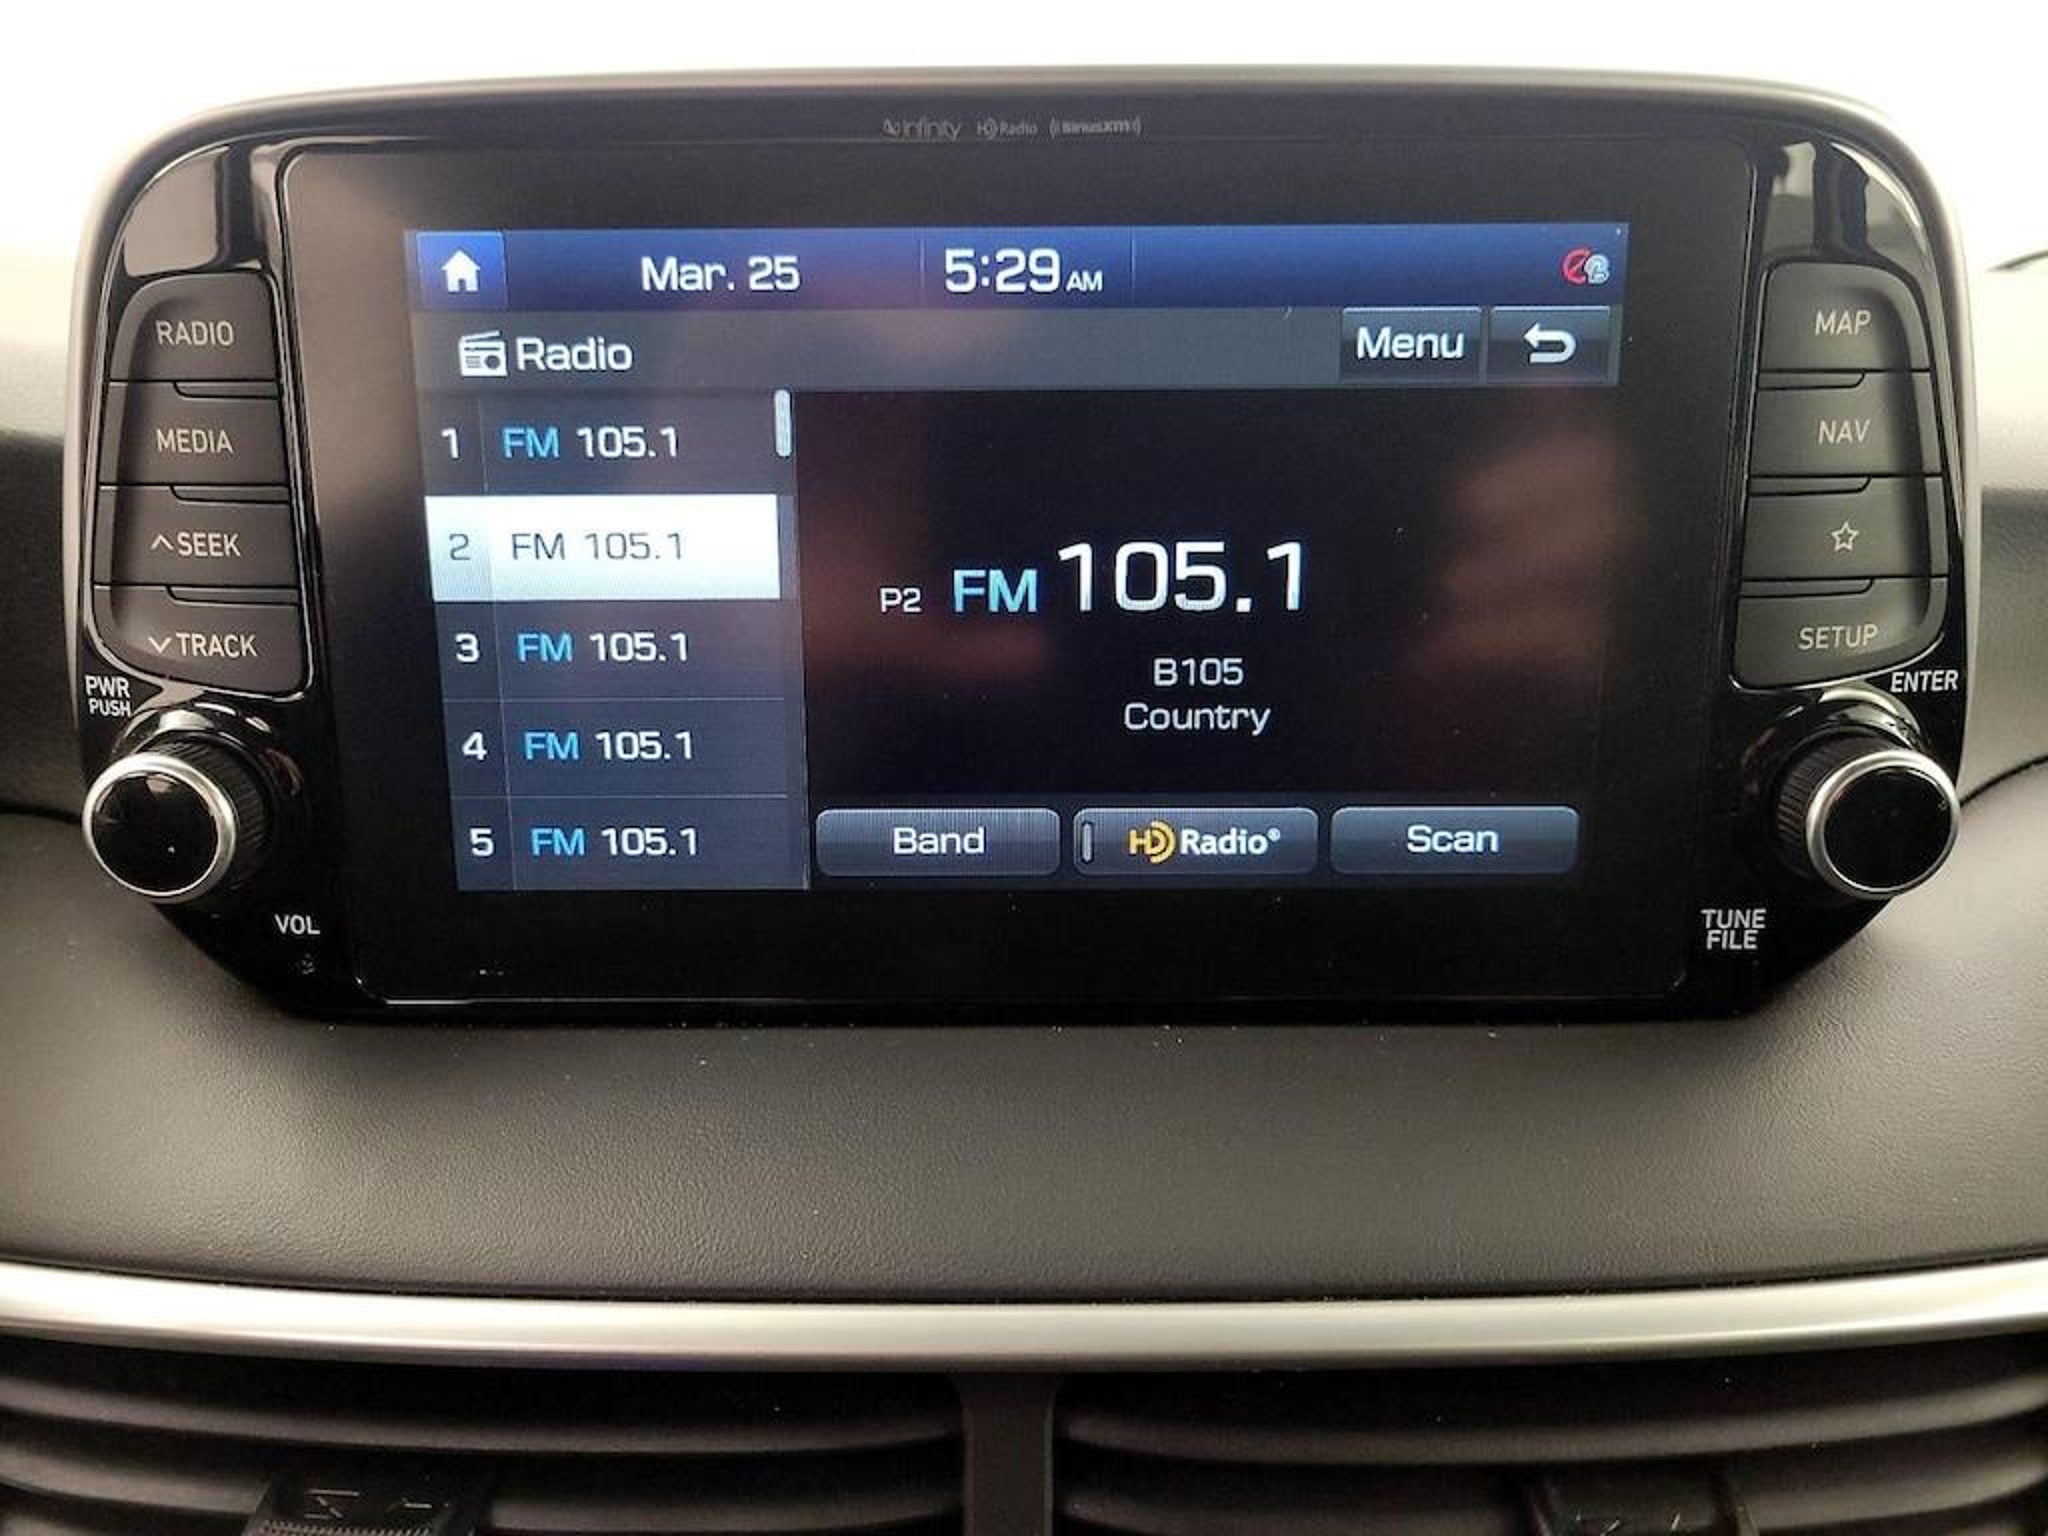 infinity HD Radio ((SiriusXM))
Mar. 25 5:29 AM
Radio Menu
1 FM 105.1
2 FM 105.1
3 FM 105.1
4 FM 105.1
5 FM 105.1
P2 FM 105.1
B105
Country
Band HD Radio® Scan
RADIO
MEDIA
SEEK
TRACK
PWR
PUSH
VOL
MAP
NAV
SETUP
ENTER
TUNE
FILE